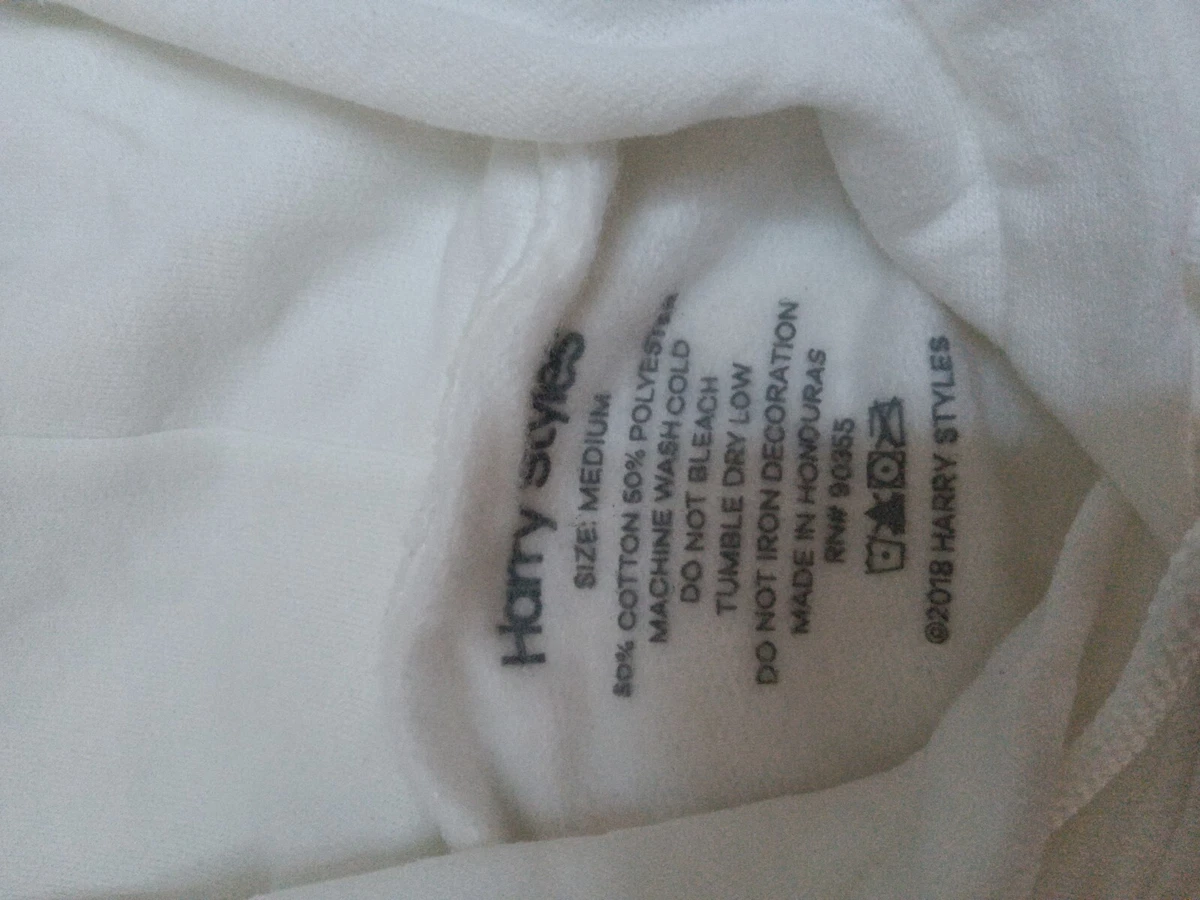 Harry Styles
SIZE: MEDIUM
50% COTTON 50% POLYESTER
MACHINE WASH COLD
DO NOT BLEACH
TUMBLE DRY LOW
DO NOT IRON DECORATION
MADE IN HONDURAS
RN# 90355
©2018 HARRY STYLES